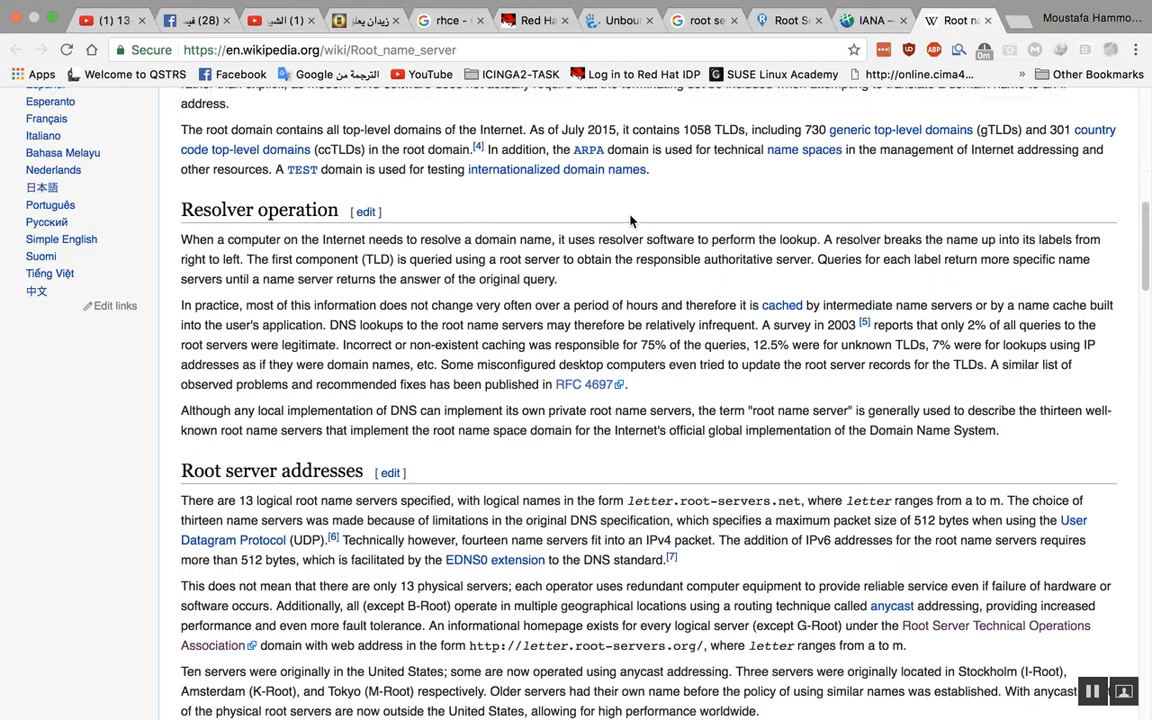 (1) 13-
(28) فيـ
(1) الشيـ
زيدان يعلـ
rhce - G
Red Ha
Unbou
root se
Root S
IANA —
Root n
Moustafa Hammo...
Secure https://en.wikipedia.org/wiki/Root_name_server
Apps Welcome to QSTRS Facebook Google الترجمة من YouTube ICINGA2-TASK Log in to Red Hat IDP SUSE Linux Academy http://online.cima4... » Other Bookmarks
Esperanto
Français
Italiano
Bahasa Melayu
Nederlands
日本語
Português
Русский
Simple English
Suomi
Tiếng Việt
中文
Edit links
address.
The root domain contains all top-level domains of the Internet. As of July 2015, it contains 1058 TLDs, including 730 generic top-level domains (gTLDs) and 301 country
code top-level domains (ccTLDs) in the root domain.[4] In addition, the ARPA domain is used for technical name spaces in the management of Internet addressing and
other resources. A TEST domain is used for testing internationalized domain names.
Resolver operation [ edit ]
When a computer on the Internet needs to resolve a domain name, it uses resolver software to perform the lookup. A resolver breaks the name up into its labels from
right to left. The first component (TLD) is queried using a root server to obtain the responsible authoritative server. Queries for each label return more specific name
servers until a name server returns the answer of the original query.
In practice, most of this information does not change very often over a period of hours and therefore it is cached by intermediate name servers or by a name cache built
into the user's application. DNS lookups to the root name servers may therefore be relatively infrequent. A survey in 2003 [5] reports that only 2% of all queries to the
root servers were legitimate. Incorrect or non-existent caching was responsible for 75% of the queries, 12.5% were for unknown TLDs, 7% were for lookups using IP
addresses as if they were domain names, etc. Some misconfigured desktop computers even tried to update the root server records for the TLDs. A similar list of
observed problems and recommended fixes has been published in RFC 4697.
Although any local implementation of DNS can implement its own private root name servers, the term "root name server" is generally used to describe the thirteen well-
known root name servers that implement the root name space domain for the Internet's official global implementation of the Domain Name System.
Root server addresses [ edit ]
There are 13 logical root name servers specified, with logical names in the form letter.root-servers.net, where letter ranges from a to m. The choice of
thirteen name servers was made because of limitations in the original DNS specification, which specifies a maximum packet size of 512 bytes when using the User
Datagram Protocol (UDP).[6] Technically however, fourteen name servers fit into an IPv4 packet. The addition of IPv6 addresses for the root name servers requires
more than 512 bytes, which is facilitated by the EDNS0 extension to the DNS standard.[7]
This does not mean that there are only 13 physical servers; each operator uses redundant computer equipment to provide reliable service even if failure of hardware or
software occurs. Additionally, all (except B-Root) operate in multiple geographical locations using a routing technique called anycast addressing, providing increased
performance and even more fault tolerance. An informational homepage exists for every logical server (except G-Root) under the Root Server Technical Operations
Association domain with web address in the form http://letter.root-servers.org/, where letter ranges from a to m.
Ten servers were originally in the United States; some are now operated using anycast addressing. Three servers were originally located in Stockholm (I-Root),
Amsterdam (K-Root), and Tokyo (M-Root) respectively. Older servers had their own name before the policy of using similar names was established. With anycast
of the physical root servers are now outside the United States, allowing for high performance worldwide.